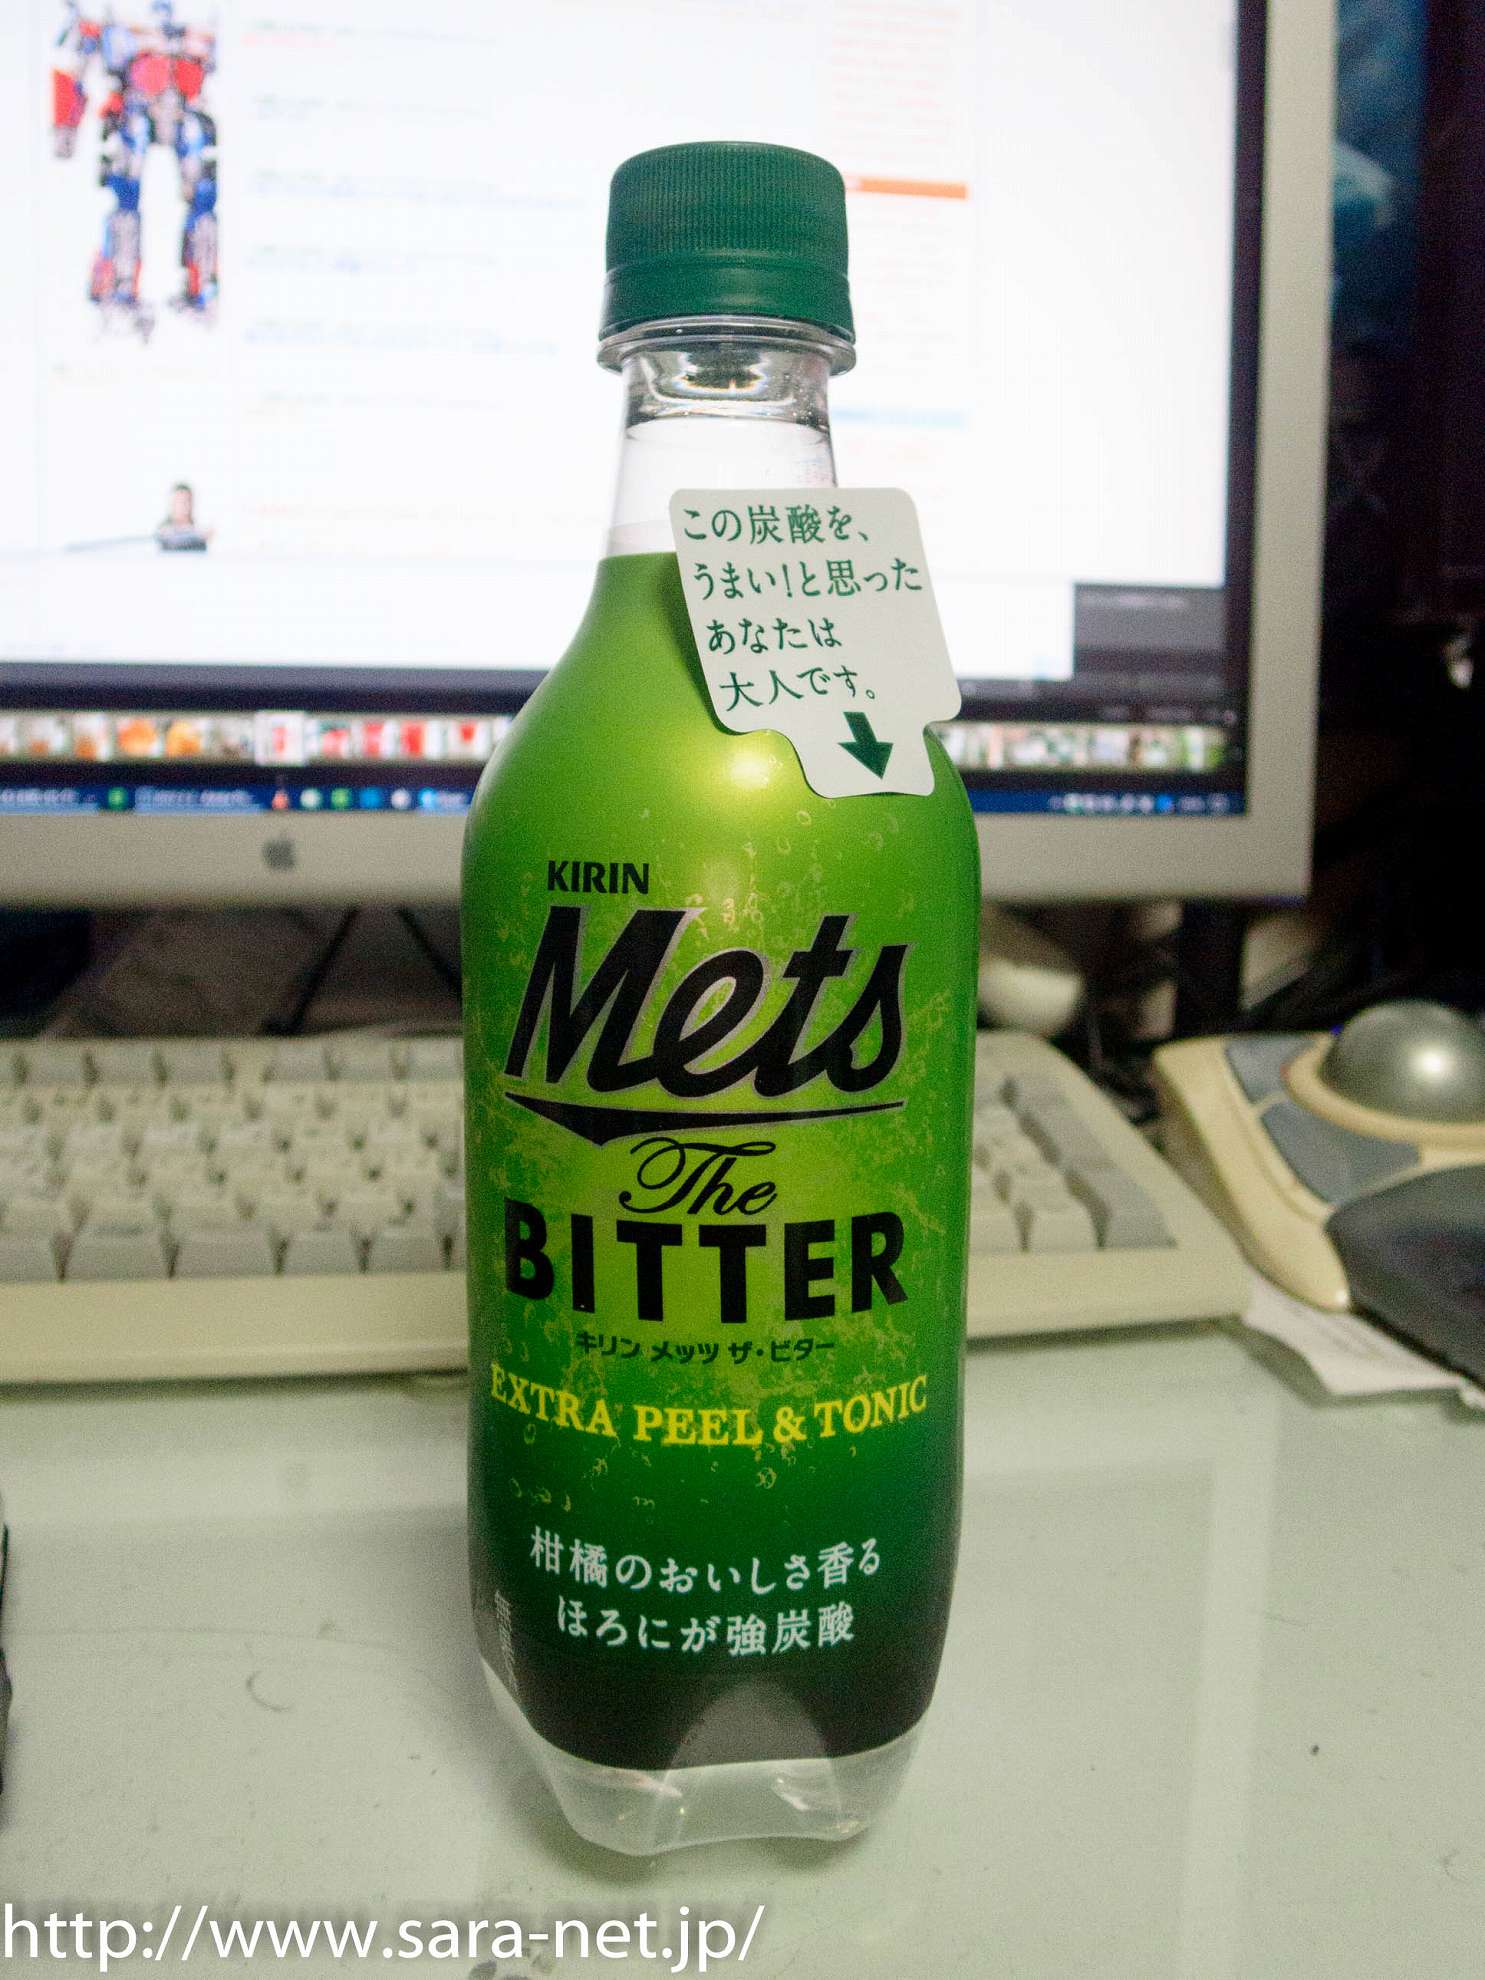 この炭酸を、
うまい!と思った
あなたは
大人です。
KIRIN
Mets
The
BITTER
キリン メッツ ザ・ビター
EXTRA PEEL & TONIC
柑橘のおいしさ香る
ほろにが強炭酸
http://www.sara-net.jp/